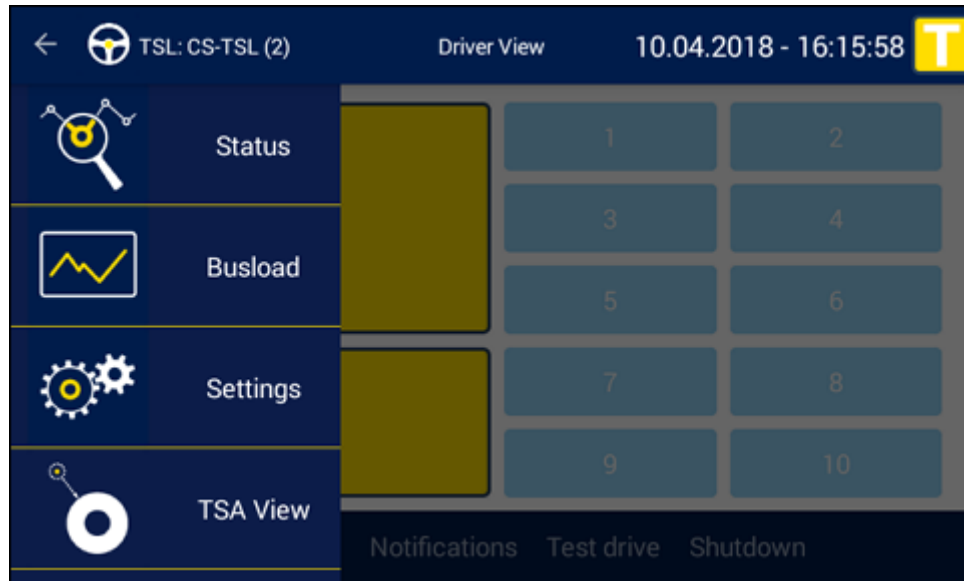 TSL: CS-TSL (2) Driver View 10.04.2018 - 16:15:58 T
Status
Busload
Settings
TSA View
1 2
3 4
5 6
7 8
9 10
Notifications Test drive Shutdown